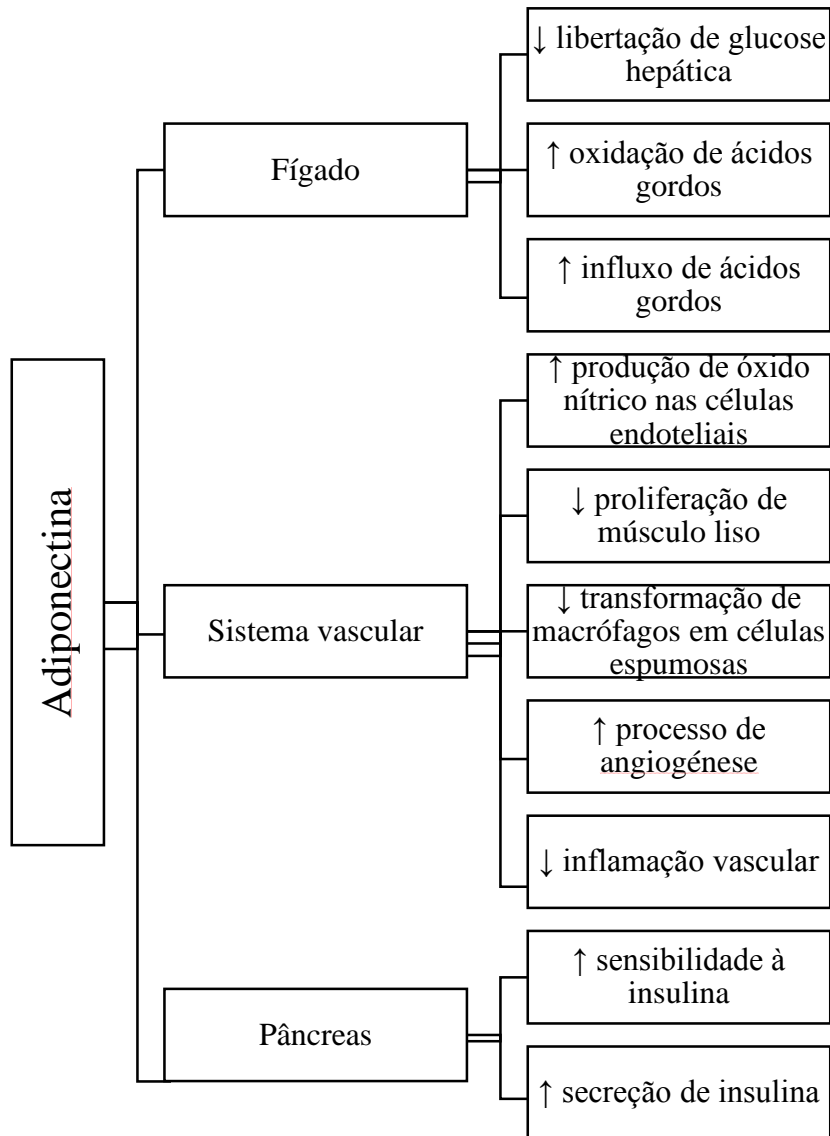 Adiponectina
Fígado
↓ libertação de glucose
hepática
↑ oxidação de ácidos
gordos
↑ influxo de ácidos
gordos
Sistema vascular
↑ produção de óxido
nítrico nas células
endoteliais
↓ proliferação de
músculo liso
↓ transformação de
macrófagos em células
espumosas
↑ processo de
angiogénese
↓ inflamação vascular
Pâncreas
↑ sensibilidade à
insulina
↑ secreção de insulina